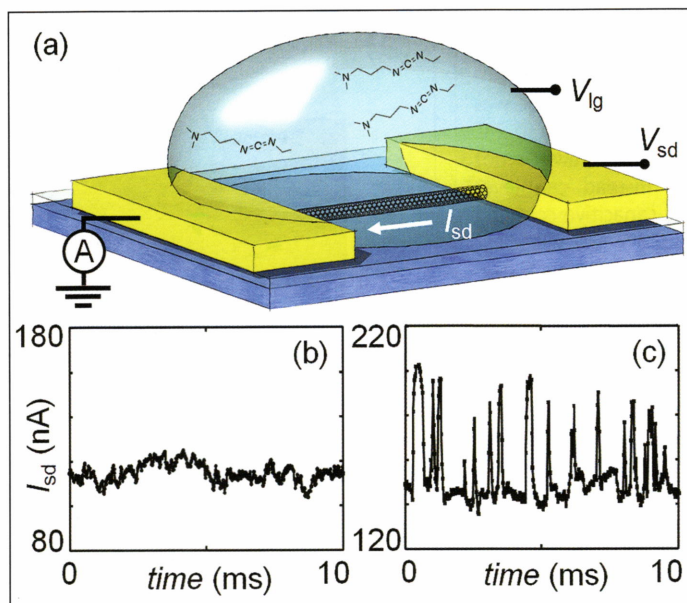 (a)
N
N=C=N
N
N=C=N
N
N=C=N
V_lg
V_sd
I_sd
A
180
(b)
I_sd (nA)
80
0
time (ms)
10
220
(c)
120
0
time (ms)
10